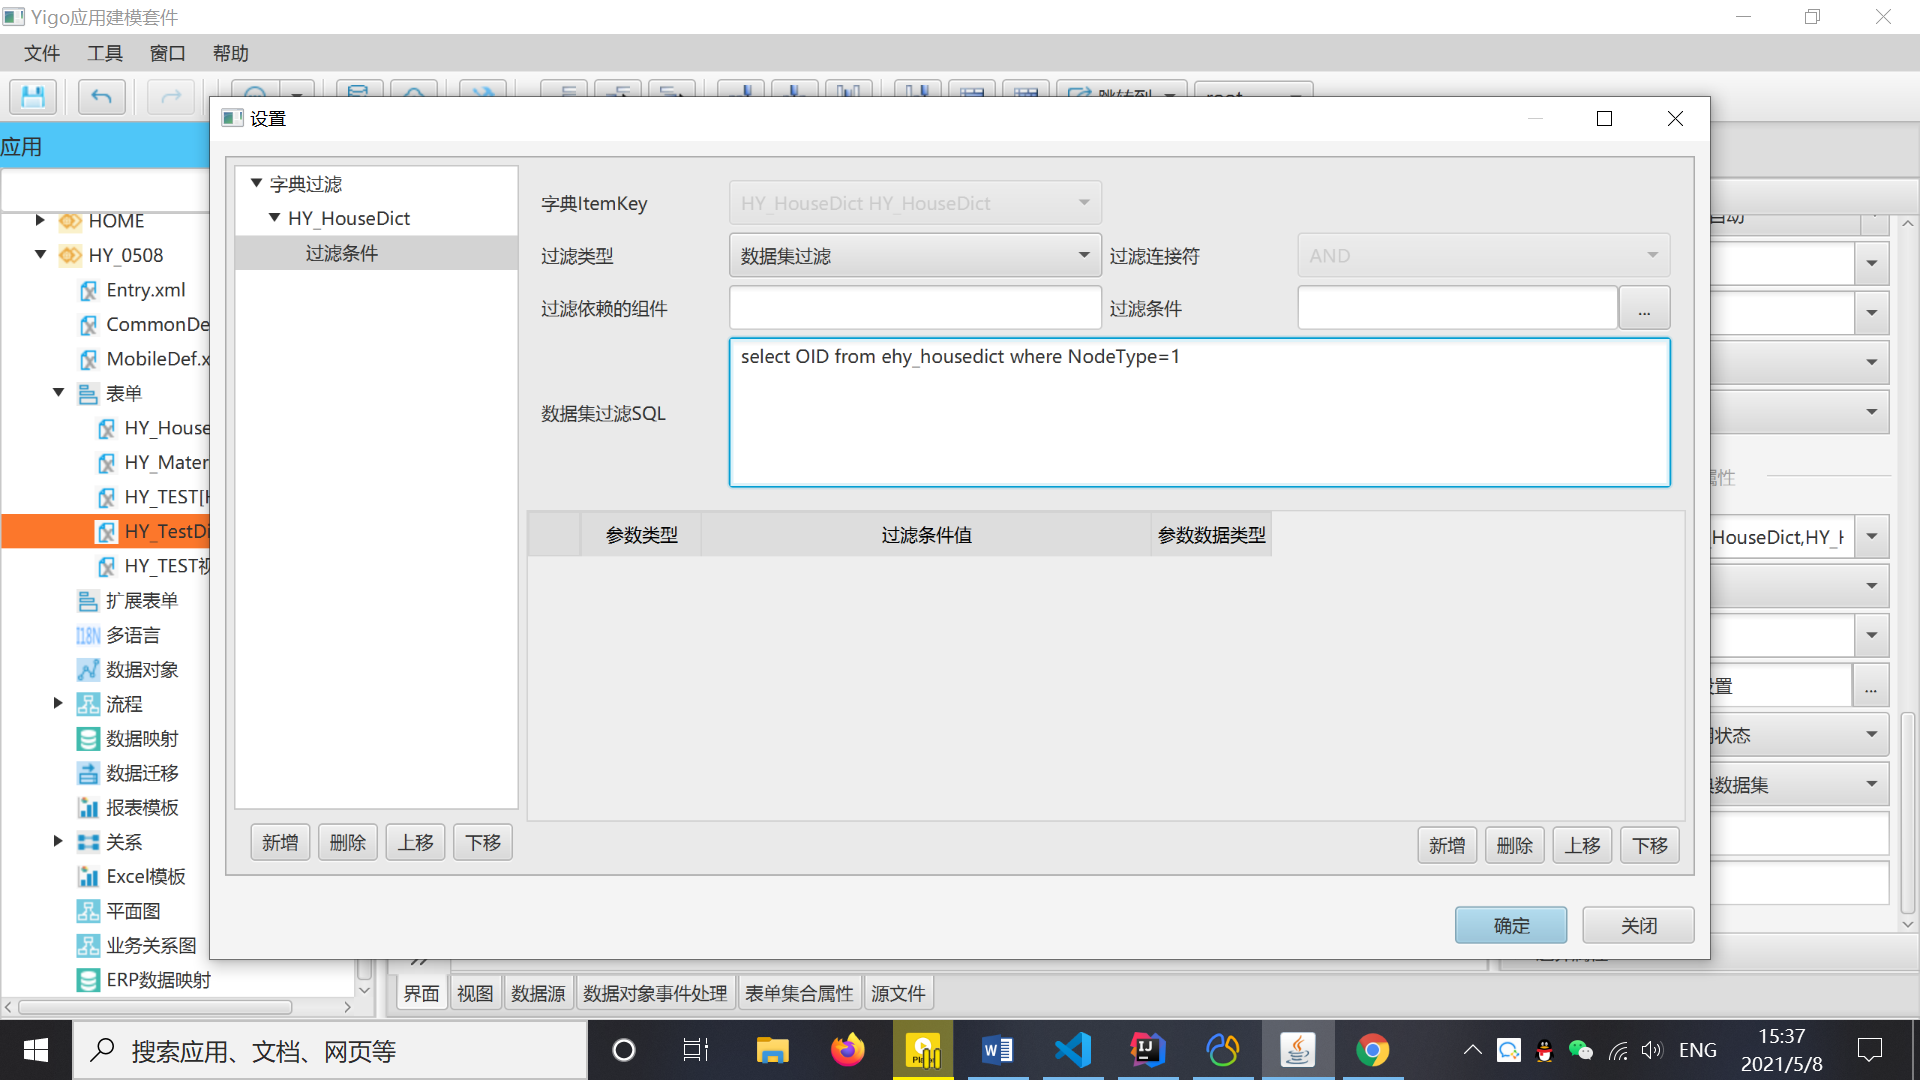 Yigo应用建模套件
文件 工具 窗口 帮助
跳转到
应用
HOME
HY_0508
Entry.xml
CommonDe
MobileDef.x
表单
HY_House
HY_Mater
HY_TEST[
HY_TestDi
HY_TEST
扩展表单
多语言
数据对象
流程
数据映射
数据迁移
报表模板
关系
Excel模板
平面图
业务关系图
ERP数据映射
设置
字典过滤
HY_HouseDict
过滤条件
新增 删除 上移 下移
字典ItemKey HY_HouseDict HY_HouseDict
过滤类型 数据集过滤 过滤连接符 AND
过滤依赖的组件 过滤条件 ...
数据集过滤SQL select OID from ehy_housedict where NodeType=1
参数类型 过滤条件值 参数数据类型
新增 删除 上移 下移
确定 关闭
_HouseDict,HY_
置
...
状态
数据集
界面 视图 数据源 数据对象事件处理 表单集合属性 源文件
搜索应用、文档、网页等
ENG
15:37
2021/5/8